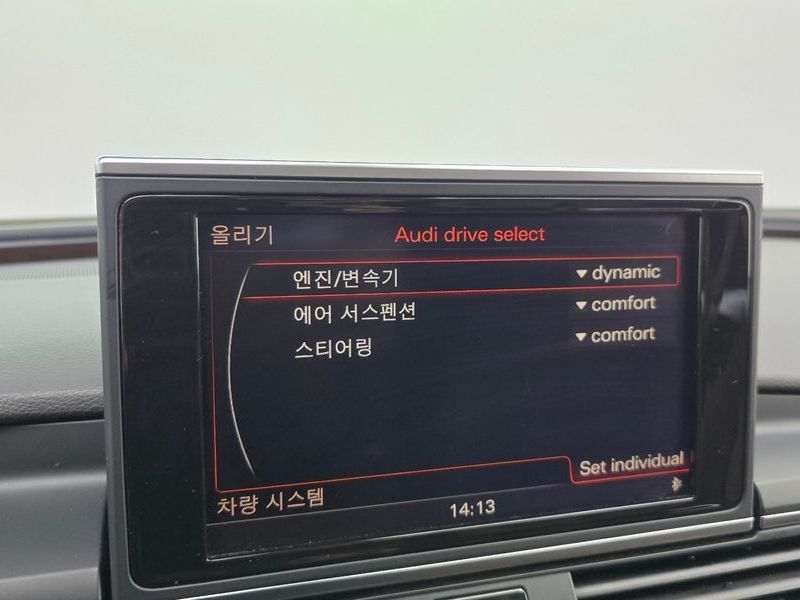 올리기 Audi drive select
엔진/변속기 dynamic
에어 서스펜션 comfort
스티어링 comfort
Set individual
차량 시스템 14:13